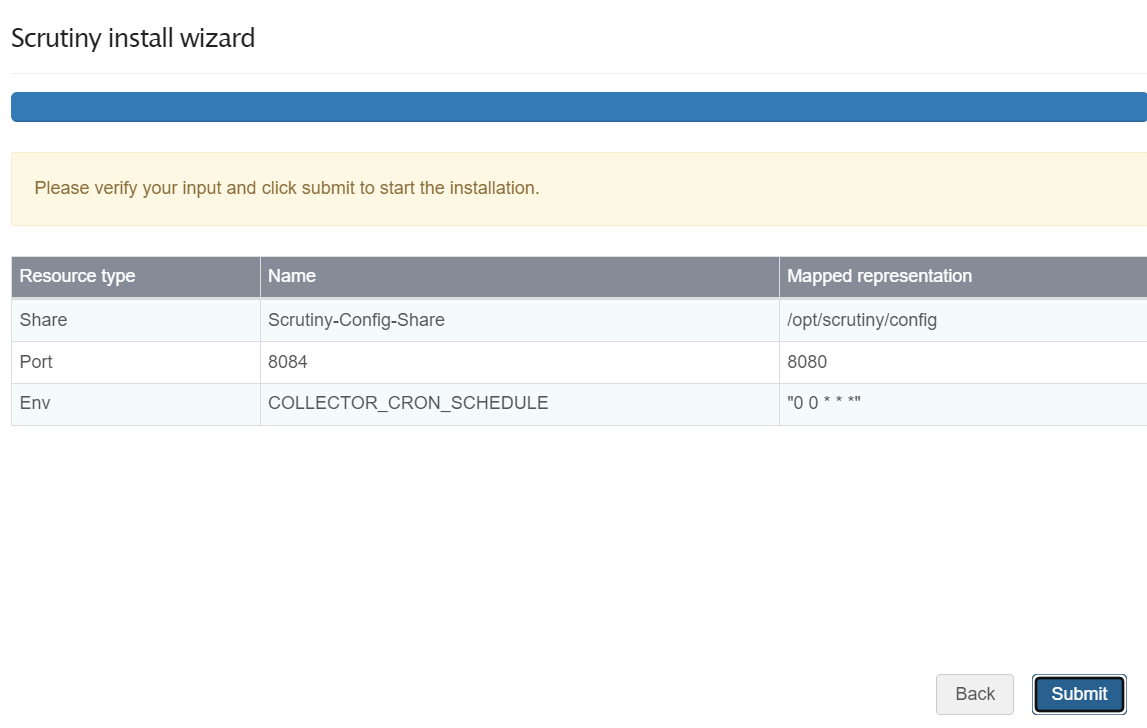 Scrutiny install wizard
Please verify your input and click submit to start the installation.
Resource type Name Mapped representation
Share Scrutiny-Config-Share /opt/scrutiny/config
Port 8084 8080
Env COLLECTOR_CRON_SCHEDULE "0 0 * * *"
Back Submit